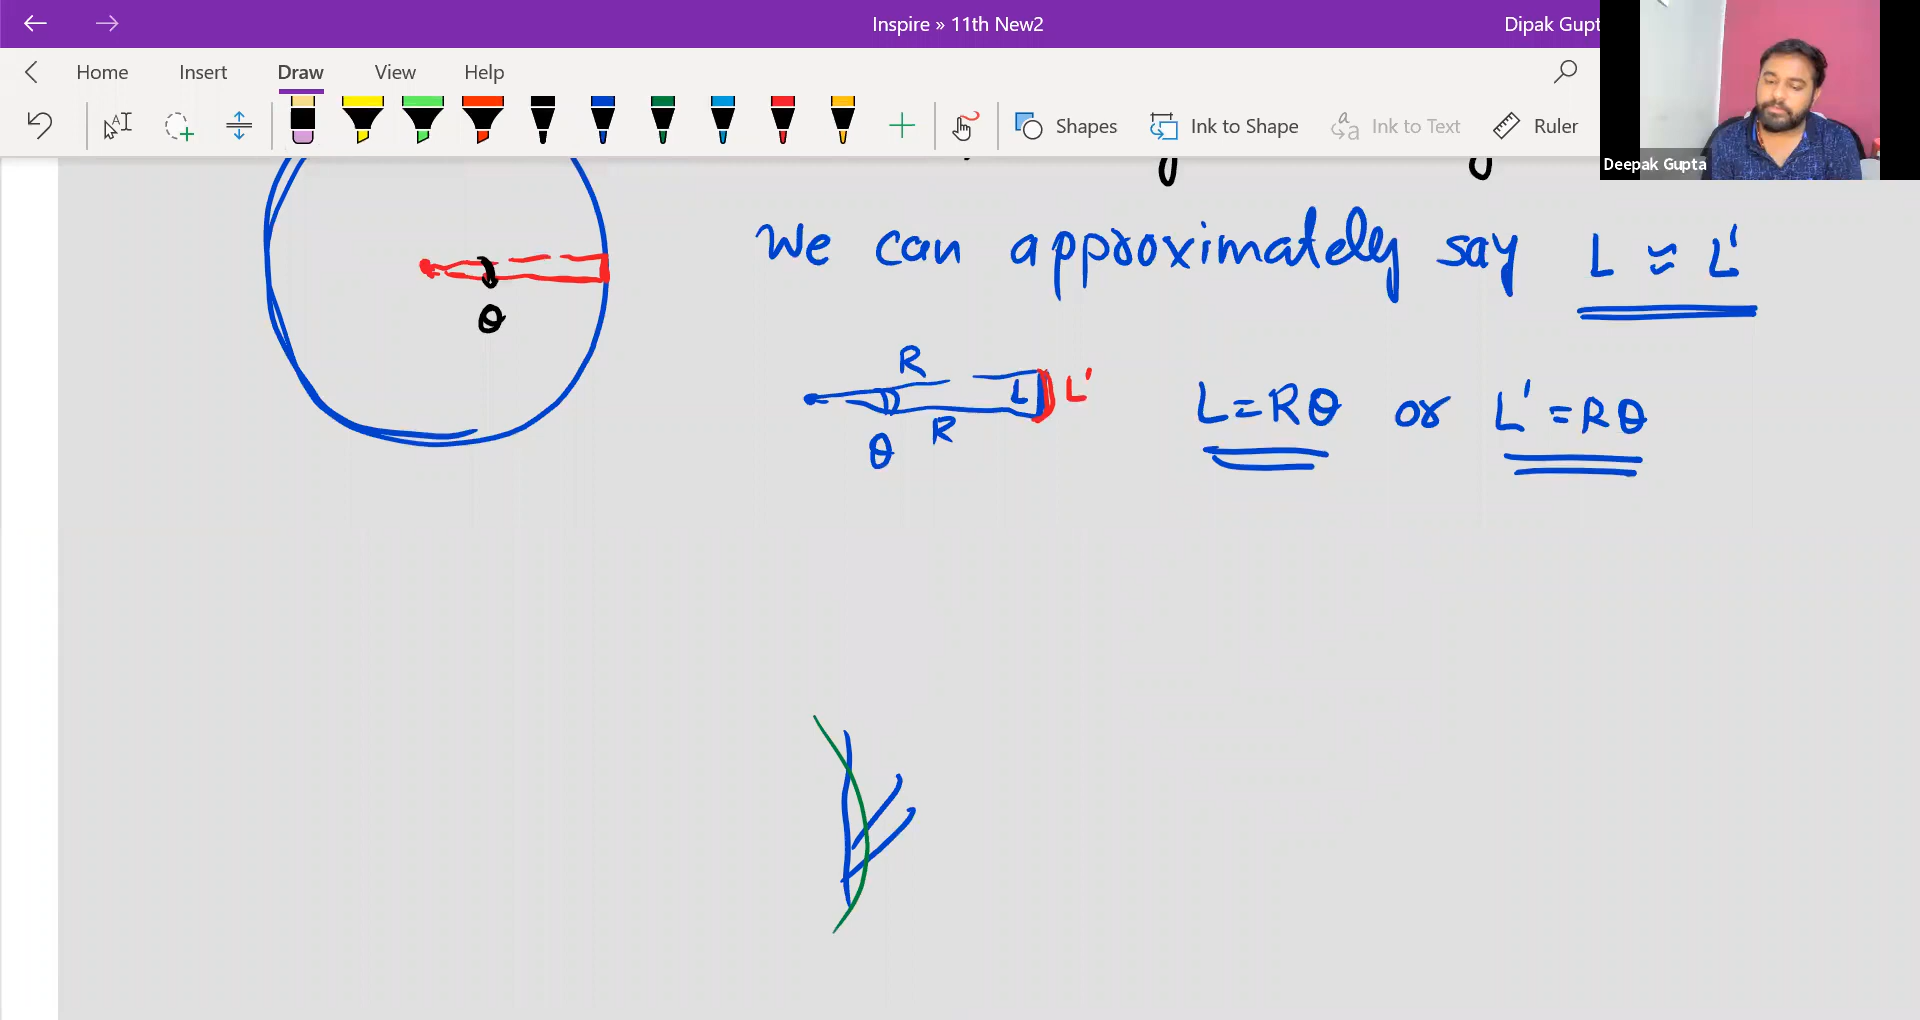 Inspire » 11th New2
Dipak Gupt
Home Insert Draw View Help
Shapes Ink to Shape Ink to Text Ruler
Deepak Gupta
We can approximately say L ≈ L'
θ
R
L L'
R
θ
L = Rθ or L' = Rθ